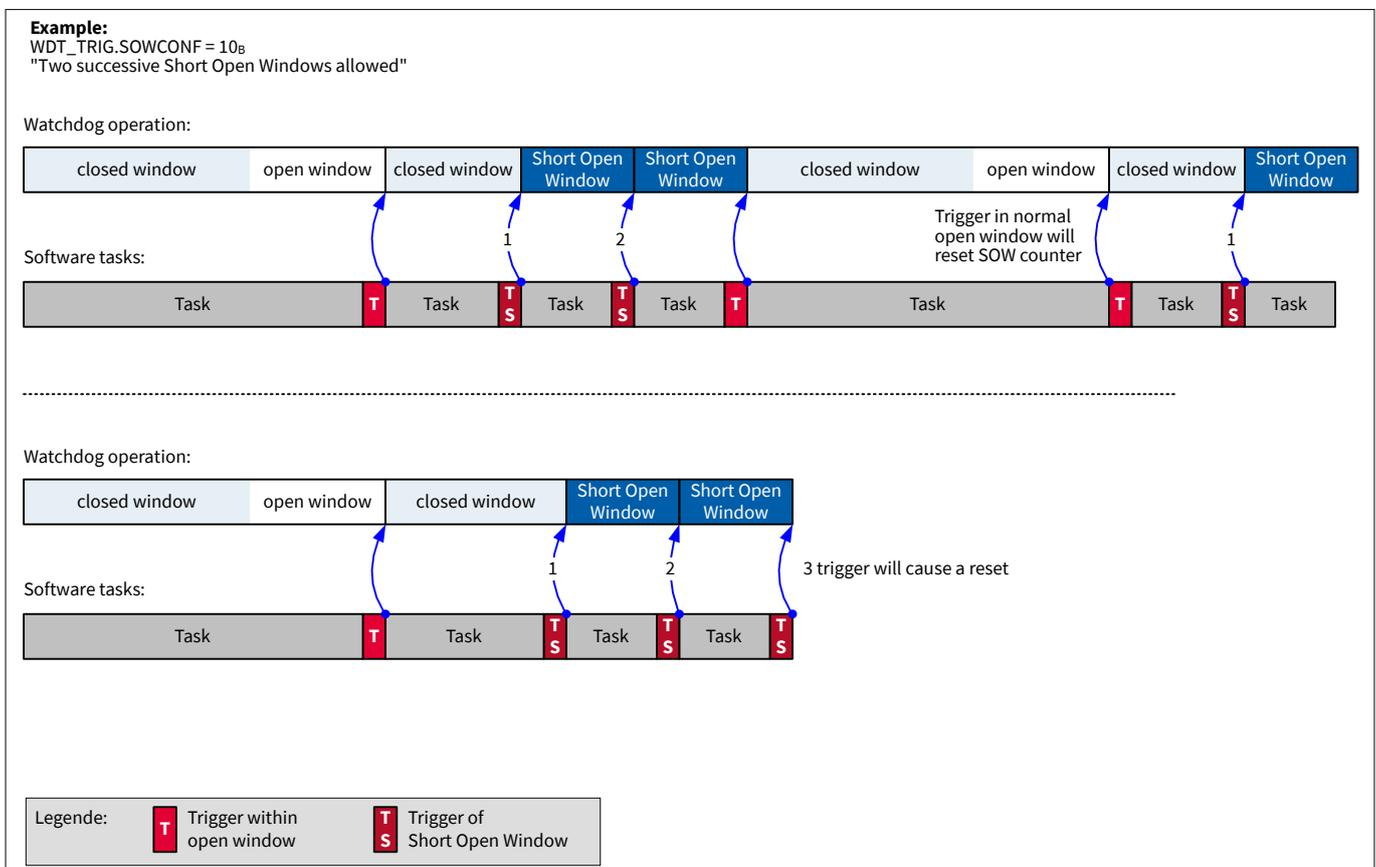 Example:
WDT_TRIG.SOWCONF = 10B
"Two successive Short Open Windows allowed"
Watchdog operation:
closed window open window closed window Short Open Short Open closed window open window closed window Short Open
Window Window Window
Trigger in normal
open window will
reset SOW counter
1 2 1
Software tasks:
Task T Task T Task T Task T Task T Task T Task
S S S
Watchdog operation:
closed window open window closed window Short Open Short Open
Window Window
1 2 3 trigger will cause a reset
Software tasks:
Task T Task T Task T Task T
S S S
Legende: T Trigger within T Trigger of
open window S Short Open Window